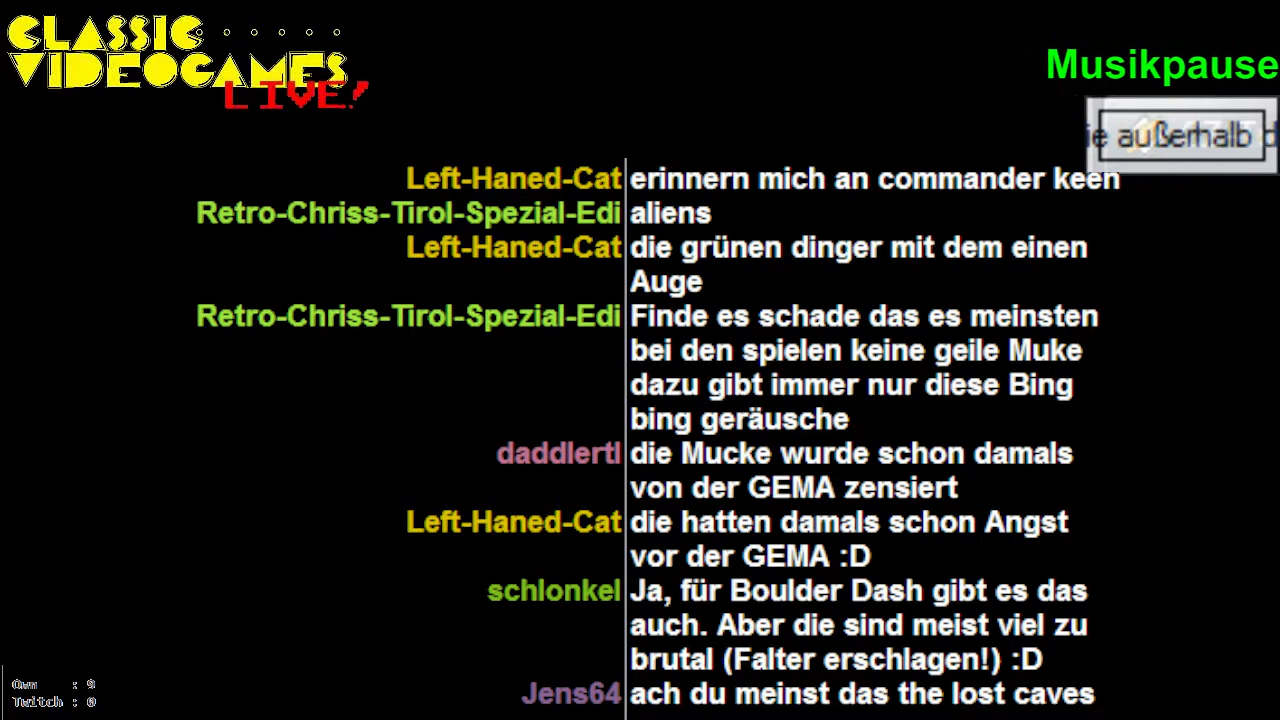 CLASSIC
VIDEOGAMES
LIVE!
Musikpause
ie außerhalb d
Left-Haned-Cat erinnern mich an commander keen
Retro-Chriss-Tirol-Spezial-Edi aliens
Left-Haned-Cat die grünen dinger mit dem einen
Auge
Retro-Chriss-Tirol-Spezial-Edi Finde es schade das es meinsten
bei den spielen keine geile Muke
dazu gibt immer nur diese Bing
bing geräusche
daddlertl die Mucke wurde schon damals
von der GEMA zensiert
Left-Haned-Cat die hatten damals schon Angst
vor der GEMA :D
schlonkel Ja, für Boulder Dash gibt es das
auch. Aber die sind meist viel zu
brutal (Falter erschlagen!) :D
Jens64 ach du meinst das the lost caves
Own : 9
Twitch : 0